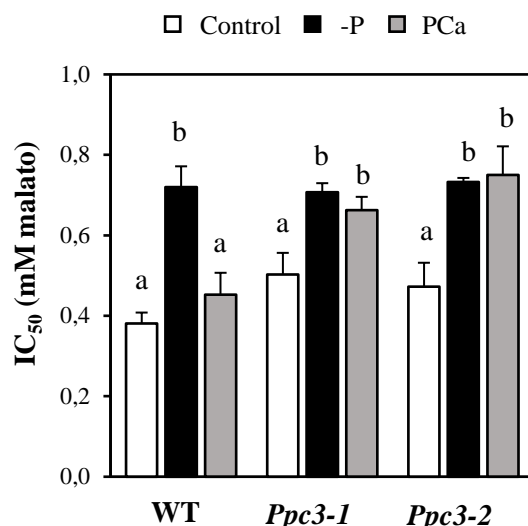 Control -P PCa
1,0
0,8
0,6
0,4
0,2
0,0
IC50 (mM malato)
a b a
a b b
a b b
WT Ppc3-1 Ppc3-2